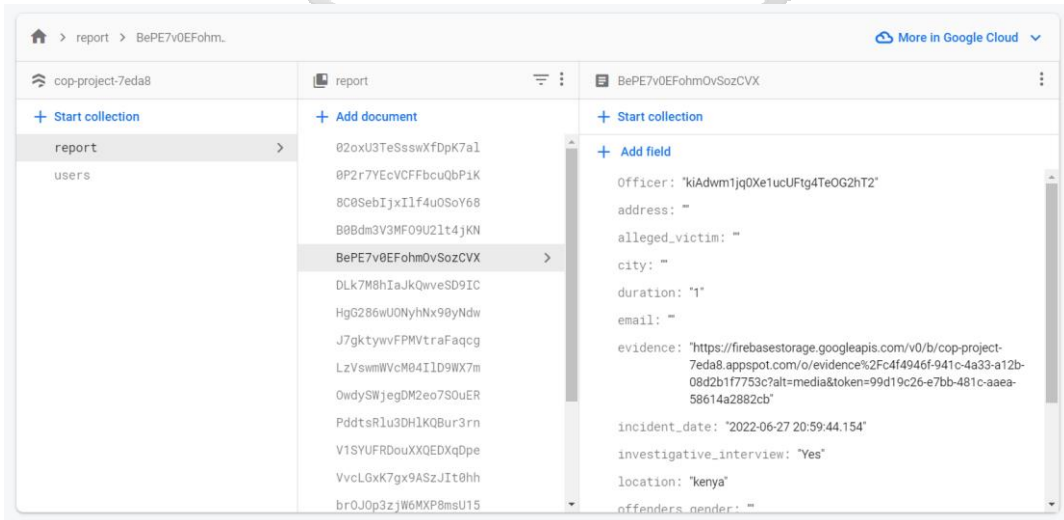 report > BePE7v0EFohm..
More in Google Cloud
cop-project-7eda8
report
BePE7v0EFohmOvSozCVX
+ Start collection
+ Add document
+ Start collection
report
users
02oxU3TeSsswXfDpK7al
0P2r7YEcVCFFbcuQbPiK
8C0SebIjxIlf4uOSoY68
B0Bdm3V3MFO9U2lt4jKN
BePE7v0EFohmOvSozCVX
DLk7M8hIaJkQwveSD9IC
HgG286wUONyhNx90yNdw
J7gktywvFPMVtraFaqcg
LzVswmWVcM04IlD9WX7m
OwdySWjegDM2eo7SOuER
PddtsRlu3DHlKQBur3rn
V1SYUFRDouXXQEDXqDpe
VvcLGxK7gx9ASzJIt0hh
brOJOp3zjW6MXP8msU15
+ Add field
Officer: "kiAdwm1jq0Xe1ucUFtg4TeOG2hT2"
address: ""
alleged_victim: ""
city: ""
duration: "1"
email: ""
evidence: "https://firebasestorage.googleapis.com/v0/b/cop-project-
7eda8.appspot.com/o/evidence%2Fc4f4946f-941c-4a33-a12b-
08d2b1f7753c?alt=media&token=99d19c26-e7bb-481c-aaea-
58614a2882cb"
incident_date: "2022-06-27 20:59:44.154"
investigative_interview: "Yes"
location: "kenya"
offenders_gender: ""